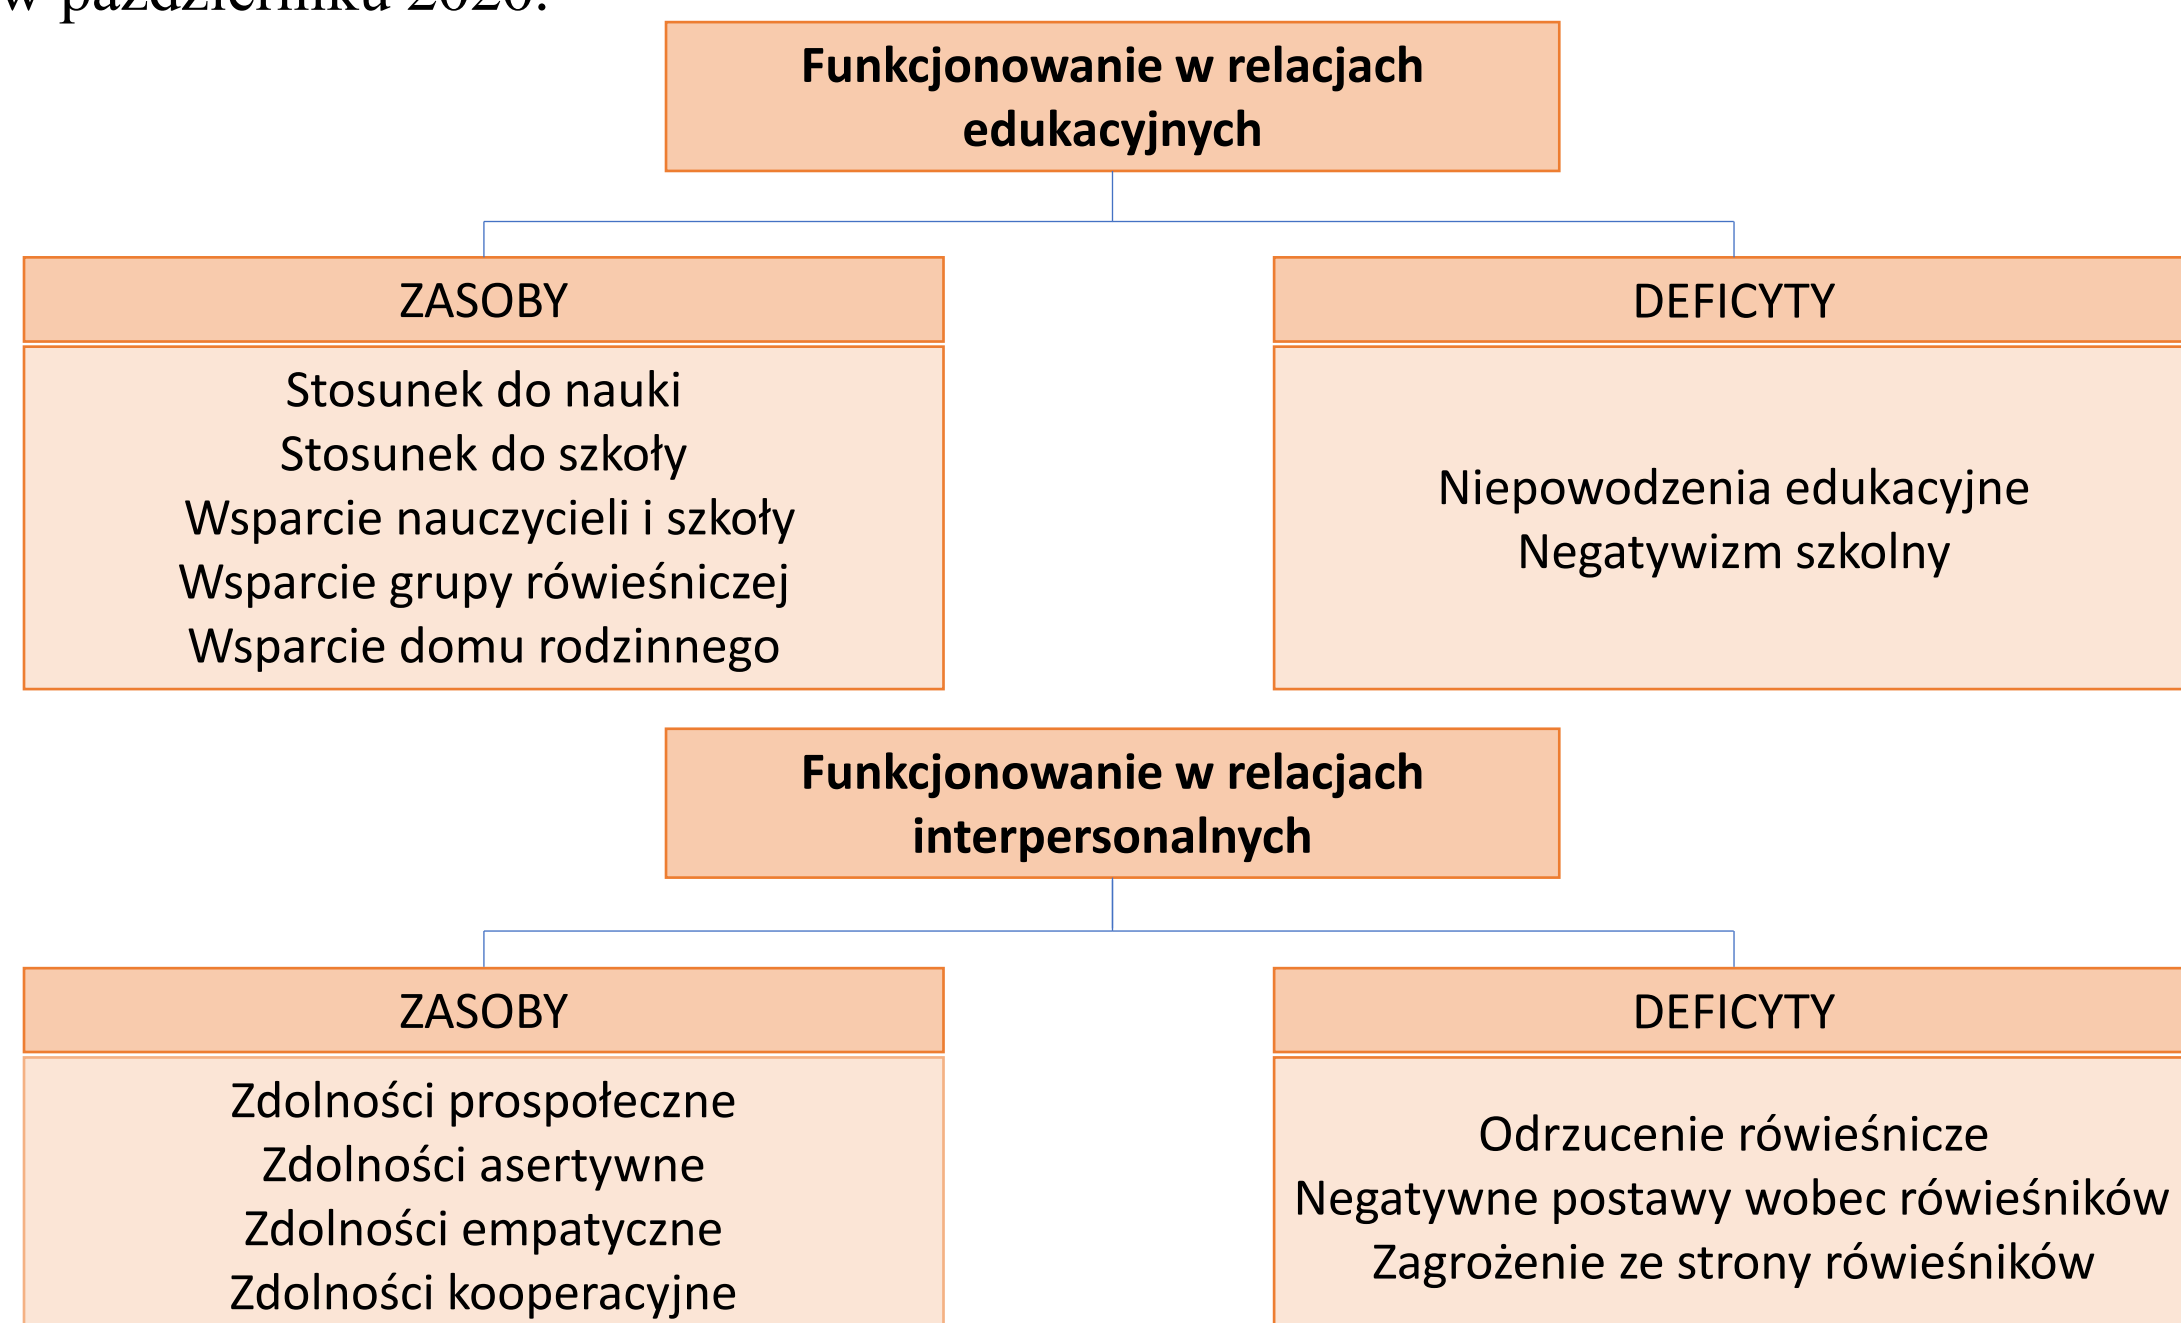 w październiku 2020.
Funkcjonowanie w relacjach
edukacyjnych
ZASOBY
DEFICYTY
Stosunek do nauki
Stosunek do szkoły
Wsparcie nauczycieli i szkoły
Wsparcie grupy rówieśniczej
Wsparcie domu rodzinnego
Niepowodzenia edukacyjne
Negatywizm szkolny
Funkcjonowanie w relacjach
interpersonalnych
ZASOBY
DEFICYTY
Zdolności prospołeczne
Zdolności asertywne
Zdolności empatyczne
Zdolności kooperacyjne
Odrzucenie rówieśnicze
Negatywne postawy wobec rówieśników
Zagrożenie ze strony rówieśników